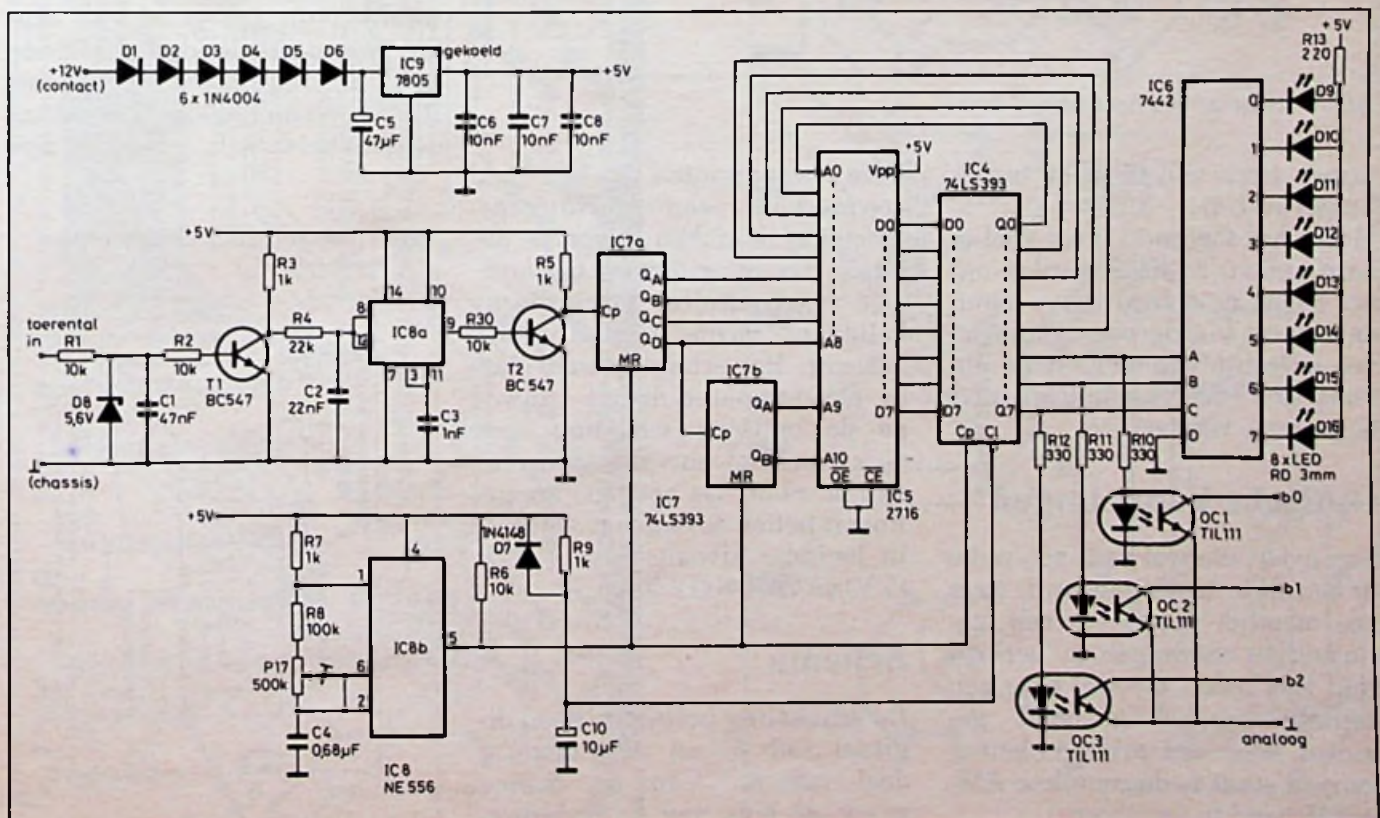 D1 D2 D3 D4 D5 D6
+12V
(contact)
6 x 1N4004
IC9
7805
gekoeld
+5V
C5
47µF
C6
10nF
C7
10nF
C8
10nF
+5V
R3
1k
toerental
in
R1
10k
R2
10k
D8
5,6V
C1
47nF
T1
BC547
R4
22k
C2
22nF
14
10
8
12
IC8a
9
7
3
11
C3
1nF
R30
10k
T2
BC547
R5
1k
⊥
(chassis)
IC7a
Cp
QA
QB
QC
QD
MR
IC7b
Cp
QA
QB
MR
IC7
74LS393
A0
A8
A9
A10
Vpp
+5V
D0
D7
OE CE
IC5
2716
IC4
74LS393
D0
Q0
D7
Q7
Cp Cl
IC6
7442
0
1
2
3
4
5
6
7
A
B
C
D
+5V
R13
220
D9
D10
D11
D12
D13
D14
D15
D16
8 x LED
RD 3mm
R12
330
R11
330
R10
330
OC1
TIL111
b0
OC2
TIL111
b1
OC3
TIL111
b2
⊥
analoog
+5V
R7
1k
R8
100k
P17
500k
C4
0,68µF
4
1
6
2
5
IC8b
IC8
NE556
R6
10k
1N4148
D7
R9
1k
C10
10µF